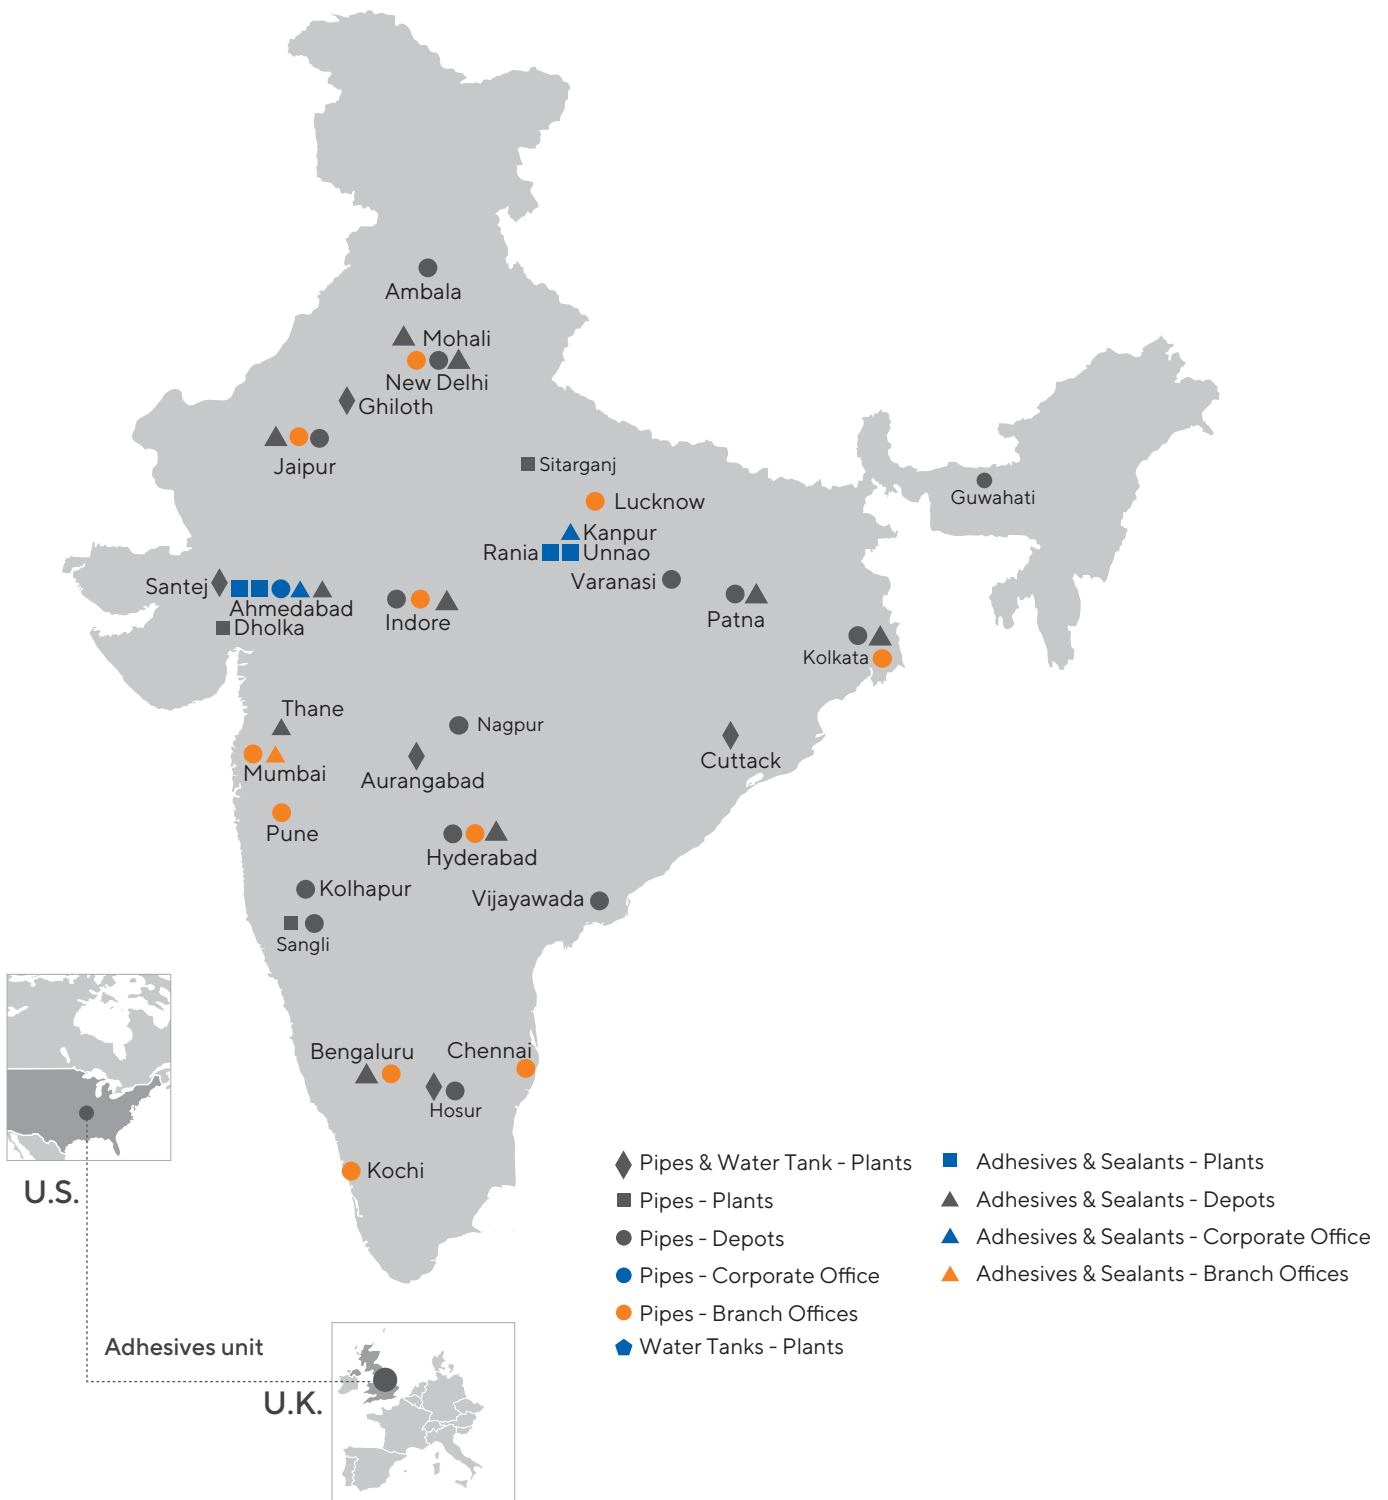 Ambala
Mohali
New Delhi
Ghiloth
Jaipur
Sitarganj
Guwahati
Lucknow
Kanpur
Rania
Unnao
Varanasi
Santej
Ahmedabad
Dholka
Indore
Patna
Kolkata
Thane
Nagpur
Mumbai
Aurangabad
Cuttack
Pune
Hyderabad
Kolhapur
Vijayawada
Sangli
Bengaluru
Chennai
Hosur
Kochi
U.S.
Adhesives unit
U.K.
Pipes & Water Tank - Plants
Pipes - Plants
Pipes - Depots
Pipes - Corporate Office
Pipes - Branch Offices
Water Tanks - Plants
Adhesives & Sealants - Plants
Adhesives & Sealants - Depots
Adhesives & Sealants - Corporate Office
Adhesives & Sealants - Branch Offices